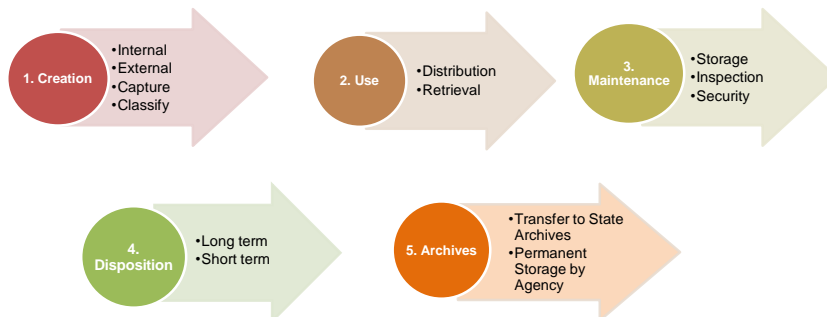 1. Creation
•Internal
•External
•Capture
•Classify
2. Use
•Distribution
•Retrieval
3.
Maintenance
•Storage
•Inspection
•Security
4.
Disposition
•Long term
•Short term
5. Archives
•Transfer to State
Archives
•Permanent
Storage by
Agency